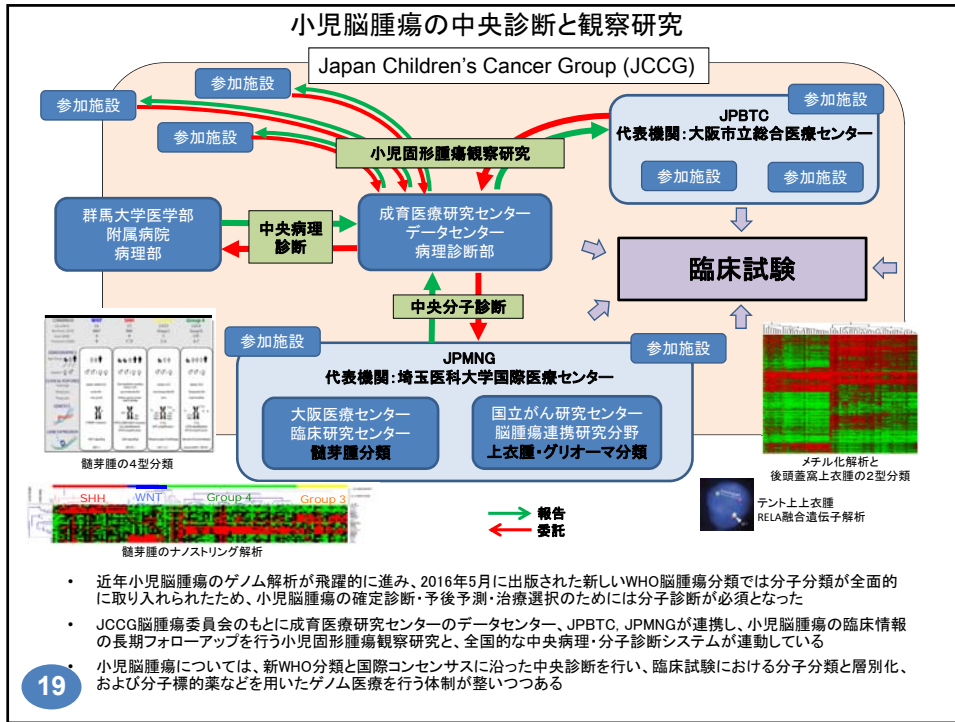 小児脳腫瘍の中央診断と観察研究
Japan Children's Cancer Group (JCCG)
参加施設
参加施設
参加施設
小児固形腫瘍観察研究
参加施設
JPBTC
代表機関:大阪市立総合医療センター
参加施設
参加施設
群馬大学医学部
附属病院
病理部
中央病理
診断
成育医療研究センター
データセンター
病理診断部
臨床試験
中央分子診断
参加施設
参加施設
JPMNG
代表機関:埼玉医科大学国際医療センター
大阪医療センター
臨床研究センター
髄芽腫分類
国立がん研究センター
脳腫瘍連携研究分野
上衣腫・グリオーマ分類
WNT
SHH
Group 4
髄芽腫の4型分類
SHH
WNT
Group 4
Group 3
髄芽腫のナノストリング解析
報告
委託
メチル化解析と
後頭蓋窩上衣腫の2型分類
テント上上衣腫
RELA融合遺伝子解析
• 近年小児脳腫瘍のゲノム解析が飛躍的に進み、2016年5月に出版された新しいWHO脳腫瘍分類では分子分類が全面的
に取り入れられたため、小児脳腫瘍の確定診断・予後予測・治療選択のためには分子診断が必須となった
• JCCG脳腫瘍委員会のもとに成育医療研究センターのデータセンター、JPBTC, JPMNGが連携し、小児脳腫瘍の臨床情報
の長期フォローアップを行う小児固形腫瘍観察研究と、全国的な中央病理・分子診断システムが連動している
• 小児脳腫瘍については、新WHO分類と国際コンセンサスに沿った中央診断を行い、臨床試験における分子分類と層別化、
および分子標的薬などを用いたゲノム医療を行う体制が整いつつある
19